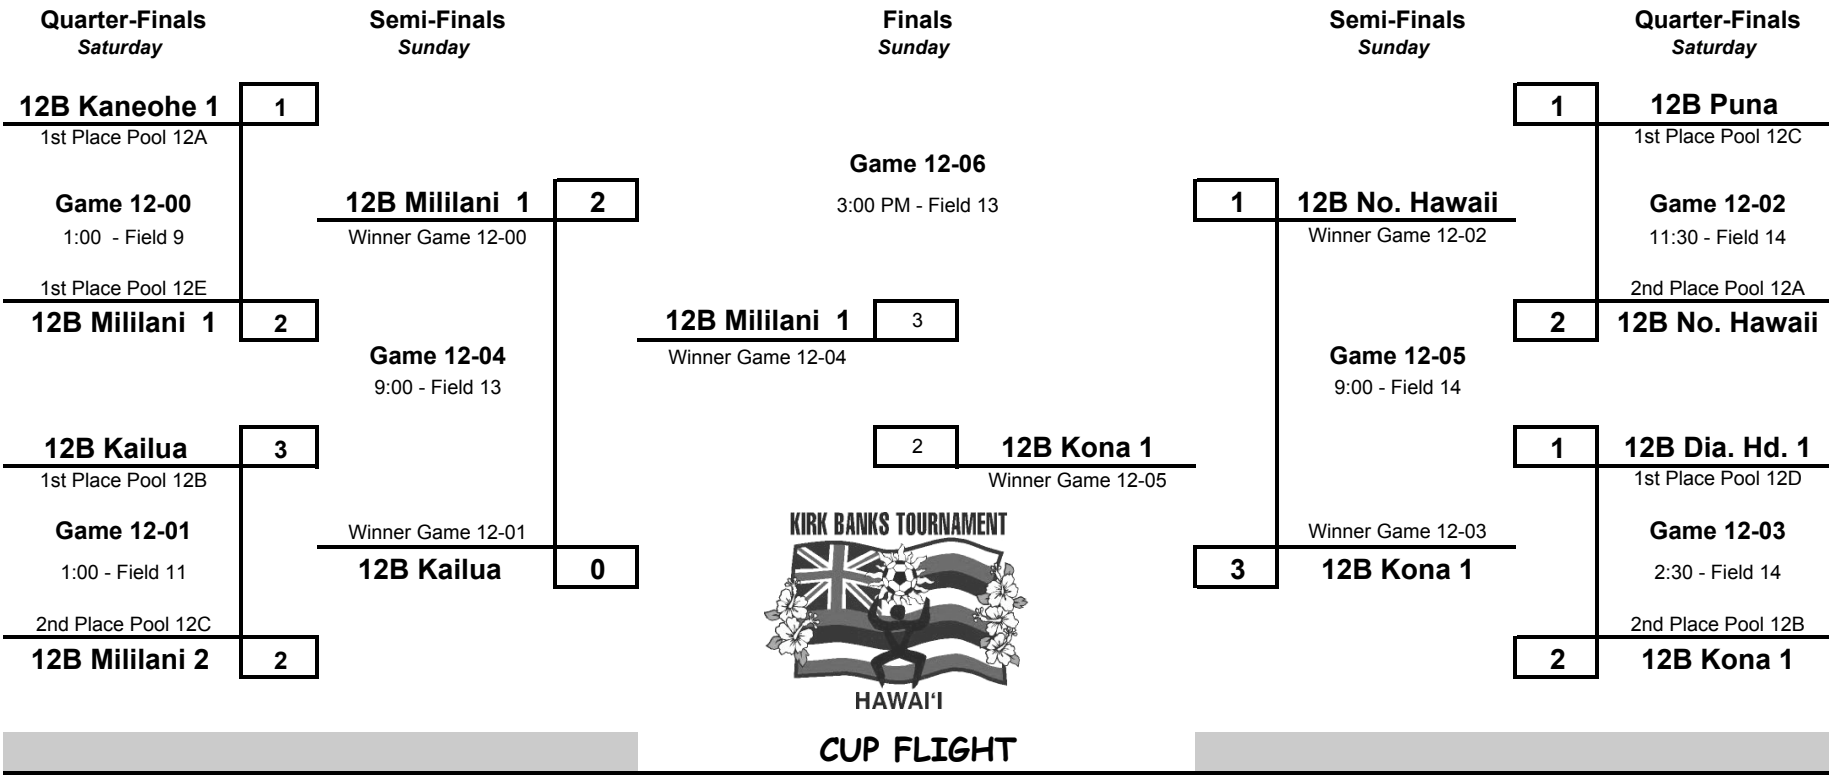 Quarter-Finals Semi-Finals Finals Semi-Finals Quarter-Finals
Saturday Sunday Sunday Sunday Saturday
12B Kaneohe 1 1 1 12B Puna
1st Place Pool 12A 1st Place Pool 12C
Game 12-06
Game 12-00 12B Mililani 1 2 3:00 PM - Field 13 1 12B No. Hawaii Game 12-02
1:00 - Field 9 Winner Game 12-00 Winner Game 12-02 11:30 - Field 14
1st Place Pool 12E 2nd Place Pool 12A
12B Mililani 1 2 12B Mililani 1 3 2 12B No. Hawaii
Game 12-04 Winner Game 12-04 Game 12-05
9:00 - Field 13 9:00 - Field 14
12B Kailua 3 2 12B Kona 1 1 12B Dia. Hd. 1
1st Place Pool 12B Winner Game 12-05 1st Place Pool 12D
KIRK BANKS TOURNAMENT
Game 12-01 Winner Game 12-01 Winner Game 12-03 Game 12-03
1:00 - Field 11 12B Kailua 0 3 12B Kona 1 2:30 - Field 14
2nd Place Pool 12C 2nd Place Pool 12B
12B Mililani 2 2 2 12B Kona 1
HAWAI‘I
CUP FLIGHT